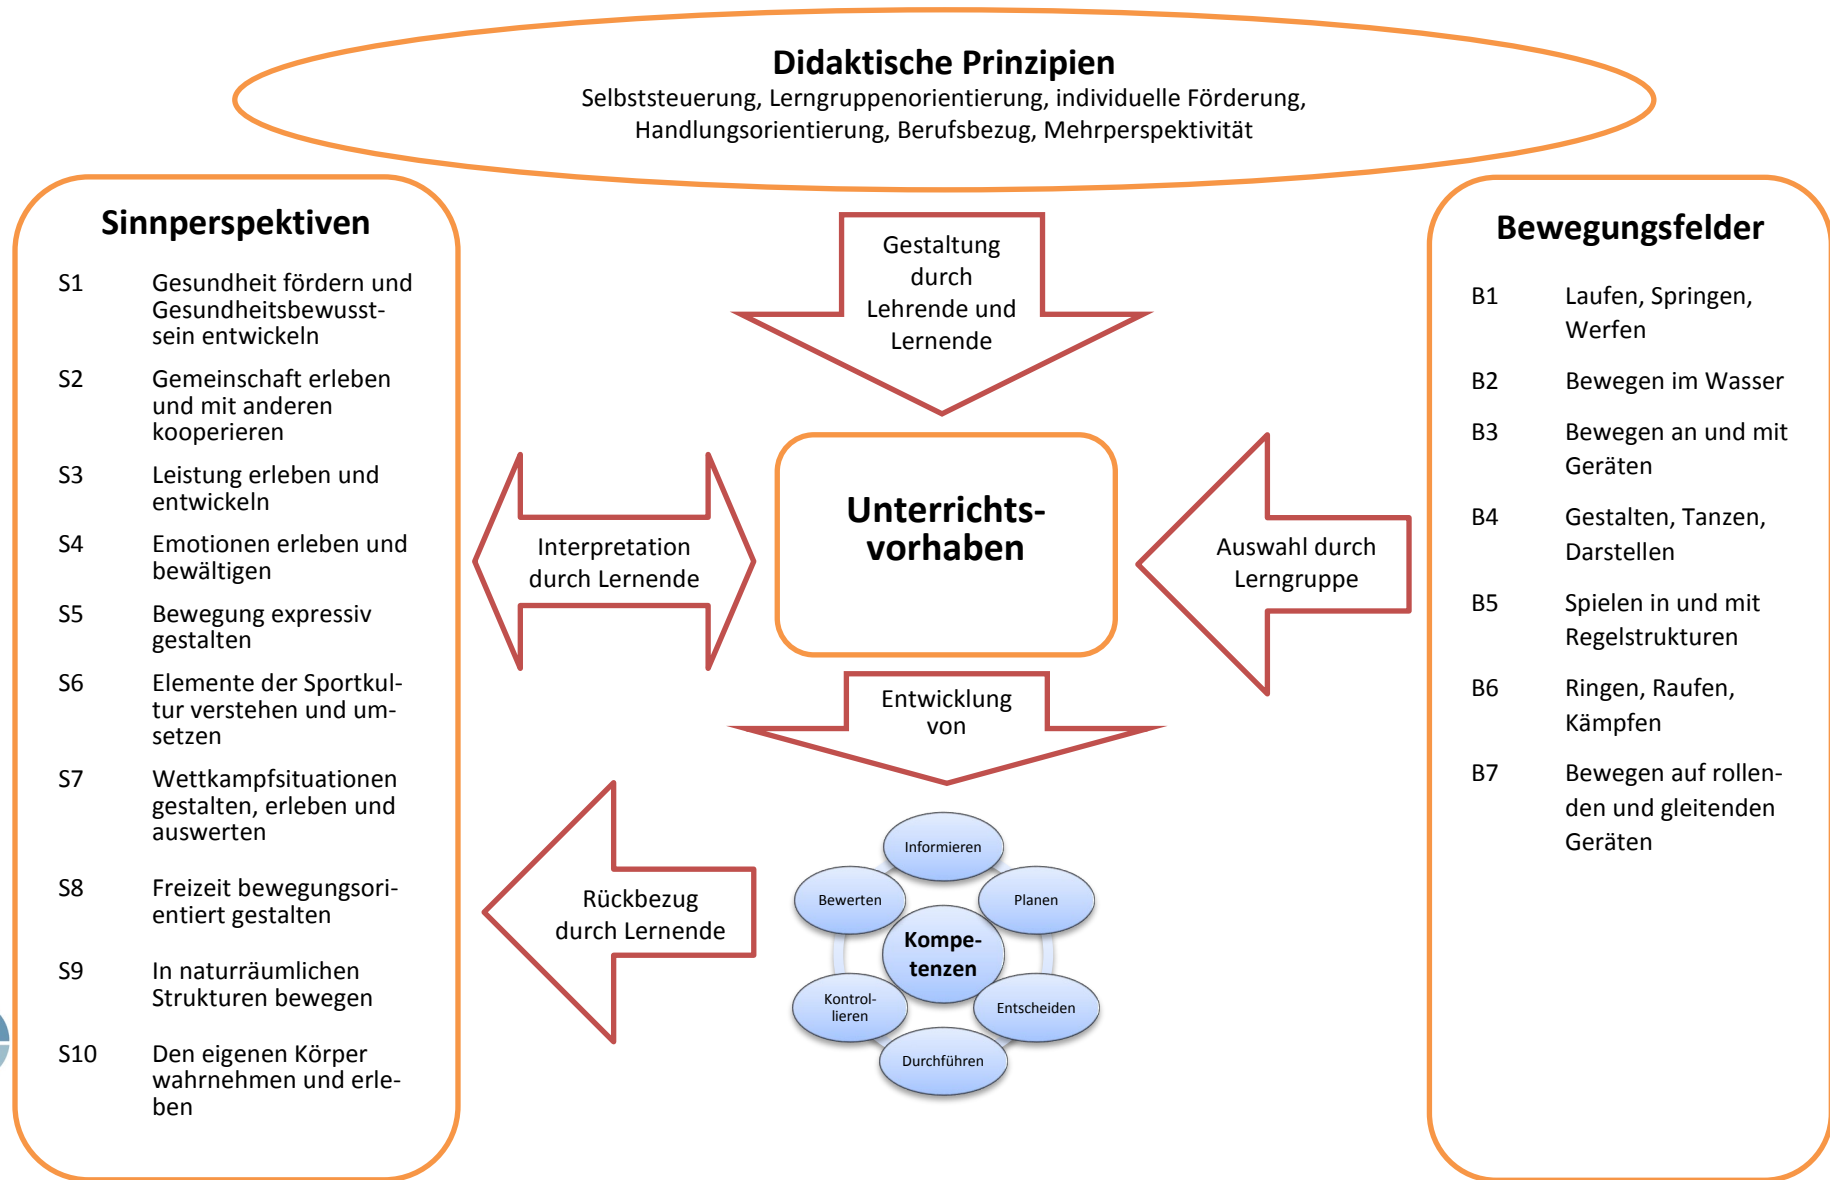 Didaktische Prinzipien
Selbststeuerung, Lerngruppenorientierung, individuelle Förderung,
Handlungsorientierung, Berufsbezug, Mehrperspektivität
Sinnperspektiven
S1 Gesundheit fördern und
Gesundheitsbewusst-
sein entwickeln
S2 Gemeinschaft erleben
und mit anderen
kooperieren
S3 Leistung erleben und
entwickeln
S4 Emotionen erleben und
bewältigen
S5 Bewegung expressiv
gestalten
S6 Elemente der Sportkul-
tur verstehen und um-
setzen
S7 Wettkampfsituationen
gestalten, erleben und
auswerten
S8 Freizeit bewegungsori-
entiert gestalten
S9 In naturräumlichen
Strukturen bewegen
S10 Den eigenen Körper
wahrnehmen und erle-
ben
Gestaltung
durch
Lehrende und
Lernende
Interpretation
durch Lernende
Unterrichts-
vorhaben
Auswahl durch
Lerngruppe
Entwicklung
von
Rückbezug
durch Lernende
Informieren
Bewerten
Planen
Kompe-
tenzen
Kontrol-
lieren
Entscheiden
Durchführen
Bewegungsfelder
B1 Laufen, Springen,
Werfen
B2 Bewegen im Wasser
B3 Bewegen an und mit
Geräten
B4 Gestalten, Tanzen,
Darstellen
B5 Spielen in und mit
Regelstrukturen
B6 Ringen, Raufen,
Kämpfen
B7 Bewegen auf rollen-
den und gleitenden
Geräten